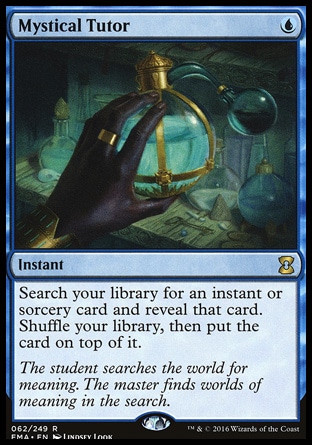 Mystical Tutor
Instant
Search your library for an instant or
sorcery card and reveal that card.
Shuffle your library, then put the
card on top of it.
The student searches the world for
meaning. The master finds worlds of
meaning in the search.
062/249 R
EMA • EN Lindsey Look
™ & © 2016 Wizards of the Coast